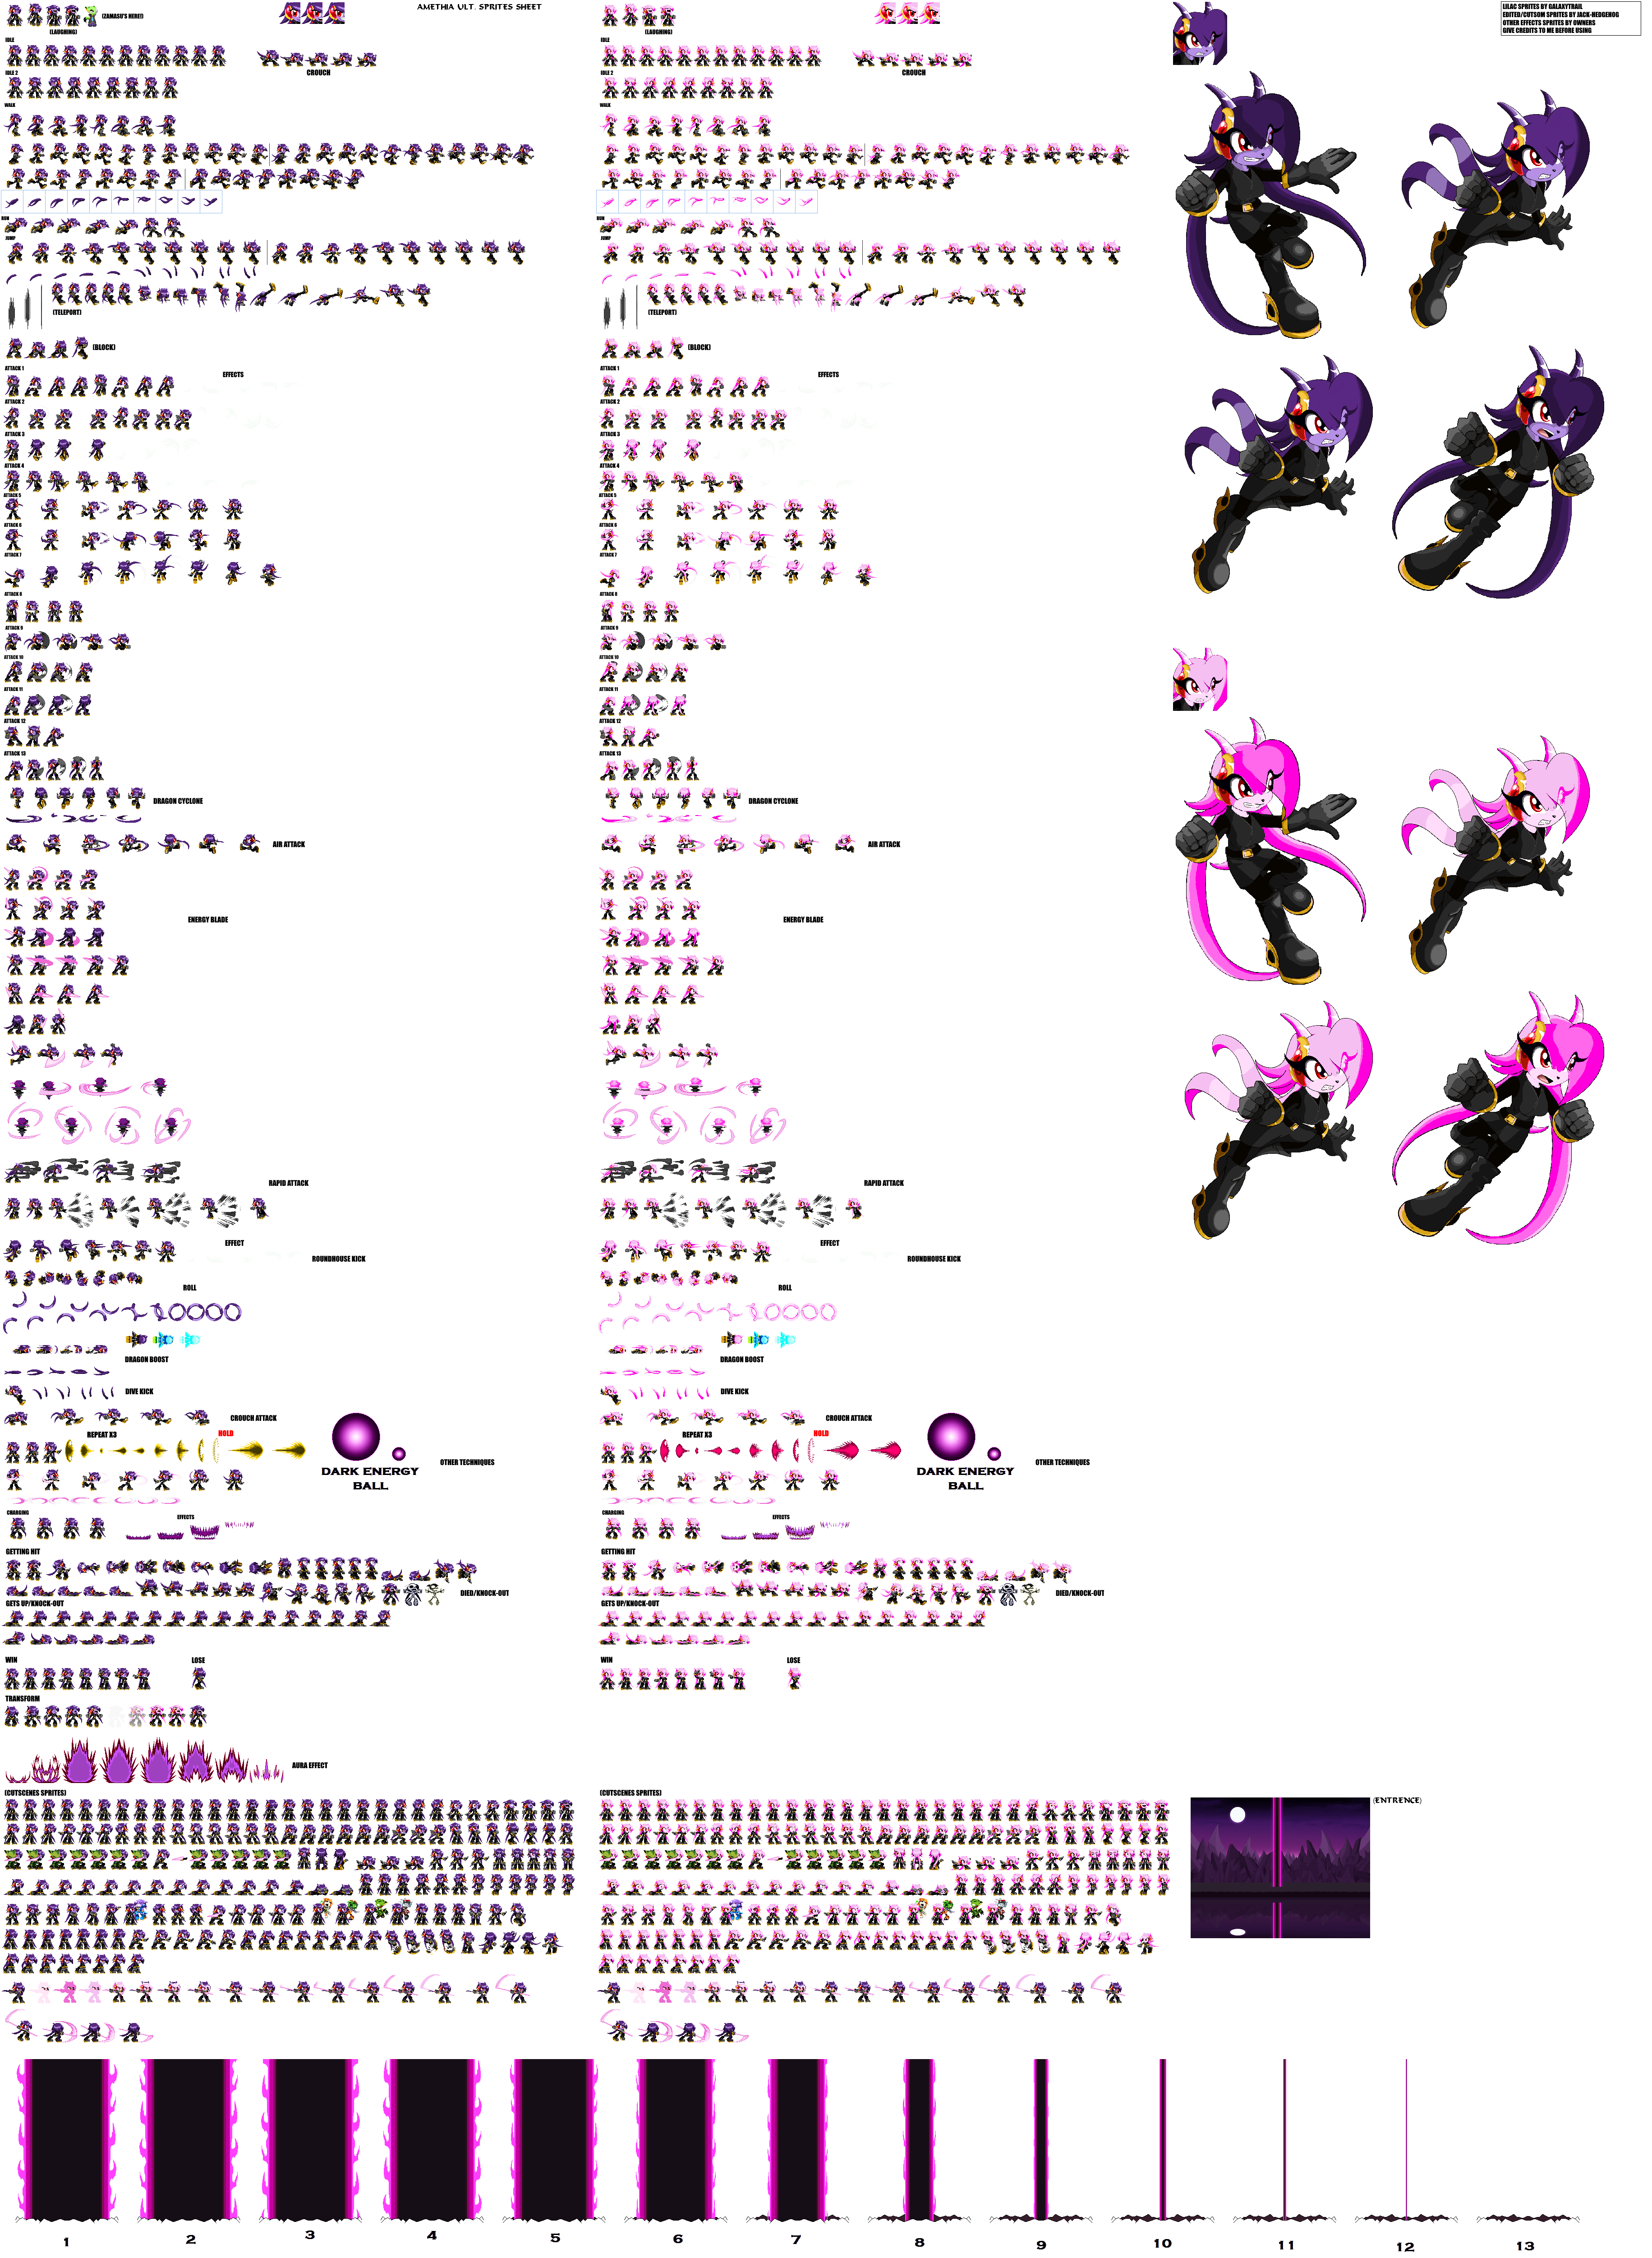 AMETHIA ULT. SPRITES SHEET
LILAC SPRITES BY GALAXYTRAIL
EDITED/CUTSOM SPRITES BY JACK-HEDGEHOG
OTHER EFFECTS SPRITES BY OWNERS
GIVE CREDITS TO ME BEFORE USING
(ZAMASU'S HERE!)
(LAUGHING)
IDLE
CROUCH
IDLE 2
WALK
RUN
JUMP
(TELEPORT)
(BLOCK)
ATTACK 1
EFFECTS
ATTACK 2
ATTACK 3
ATTACK 4
ATTACK 5
ATTACK 6
ATTACK 7
ATTACK 8
ATTACK 9
ATTACK 10
ATTACK 11
ATTACK 12
ATTACK 13
DRAGON CYCLONE
AIR ATTACK
ENERGY BLADE
RAPID ATTACK
EFFECT
ROUNDHOUSE KICK
ROLL
DRAGON BOOST
DIVE KICK
CROUCH ATTACK
REPEAT X3
HOLD
OTHER TECHNIQUES
DARK ENERGY
BALL
CHARGING
EFFECTS
GETTING HIT
DIED/KNOCK-OUT
GETS UP/KNOCK-OUT
WIN
LOSE
TRANSFORM
AURA EFFECT
(CUTSCENES SPRITES)
(LAUGHING)
IDLE
CROUCH
IDLE 2
WALK
RUN
JUMP
(TELEPORT)
(BLOCK)
ATTACK 1
EFFECTS
ATTACK 2
ATTACK 3
ATTACK 4
ATTACK 5
ATTACK 6
ATTACK 7
ATTACK 8
ATTACK 9
ATTACK 10
ATTACK 11
ATTACK 12
ATTACK 13
DRAGON CYCLONE
AIR ATTACK
ENERGY BLADE
RAPID ATTACK
EFFECT
ROUNDHOUSE KICK
ROLL
DRAGON BOOST
DIVE KICK
CROUCH ATTACK
REPEAT X3
HOLD
OTHER TECHNIQUES
DARK ENERGY
BALL
CHARGING
EFFECTS
GETTING HIT
DIED/KNOCK-OUT
GETS UP/KNOCK-OUT
WIN
LOSE
(CUTSCENES SPRITES)
(ENTRENCE)
1 2 3 4 5 6 7 8 9 10 11 12 13